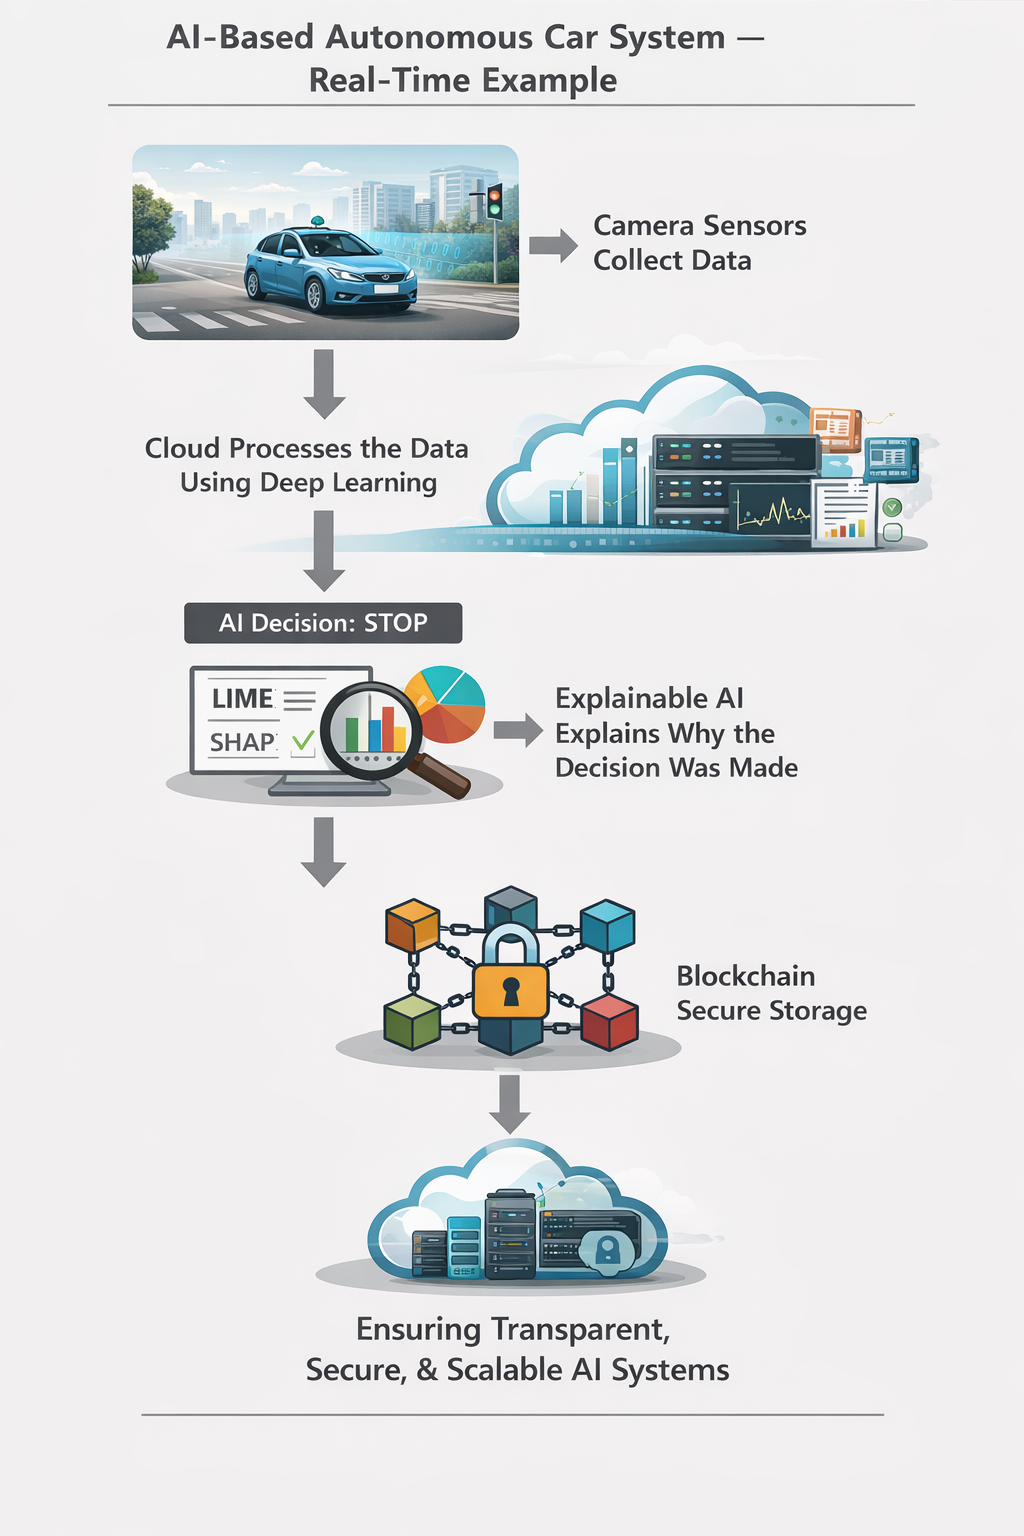 AI-Based Autonomous Car System —
Real-Time Example
Camera Sensors
Collect Data
Cloud Processes the Data
Using Deep Learning
AI Decision: STOP
LIME
SHAP
Explainable AI
Explains Why the
Decision Was Made
Blockchain
Secure Storage
Ensuring Transparent,
Secure, & Scalable AI Systems